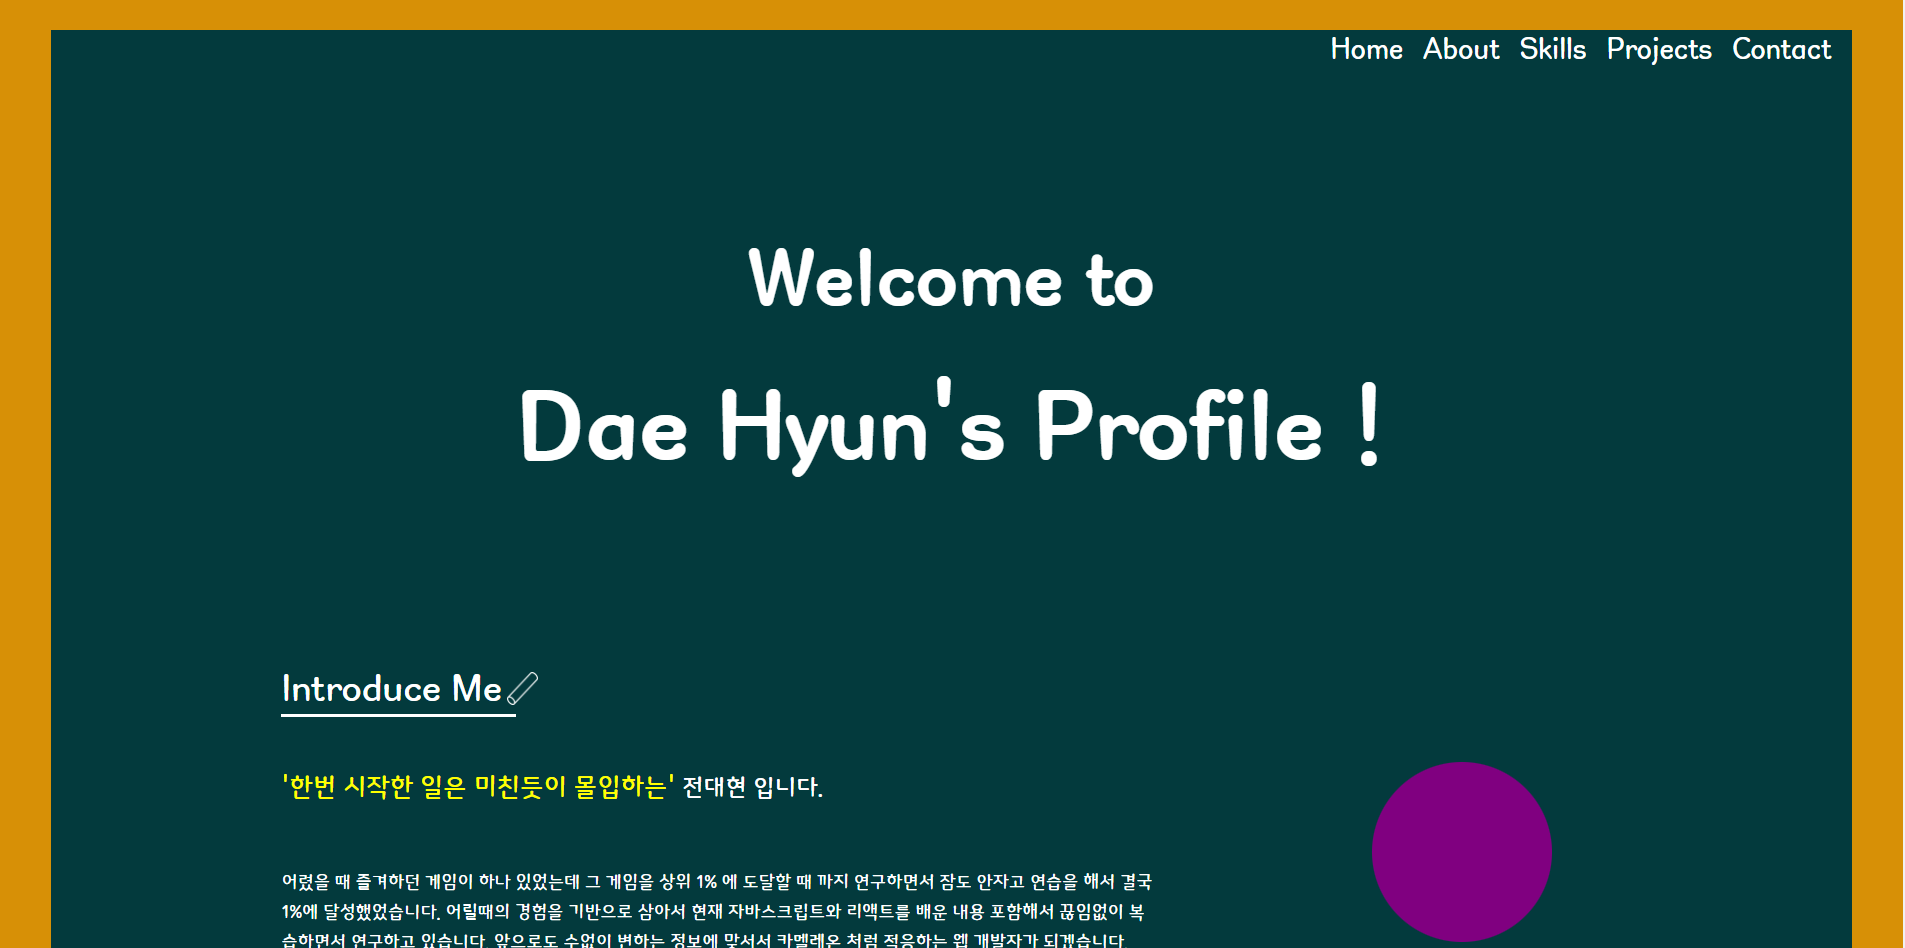 Home About Skills Projects Contact
Welcome to
Dae Hyun's Profile !
Introduce Me
'한번 시작한 일은 미친듯이 몰입하는' 전대현 입니다.
어렸을 때 즐겨하던 게임이 하나 있었는데 그 게임을 상위 1% 에 도달할 때 까지 연구하면서 잠도 안자고 연습을 해서 결국
1%에 달성했었습니다. 어릴때의 경험을 기반으로 삼아서 현재 자바스크립트와 리액트를 배운 내용 포함해서 끊임없이 복
습하면서 연구하고 있습니다. 앞으로도 수없이 변하는 정보에 맞서서 카멜레온 처럼 적응하는 웹 개발자가 되겠습니다.